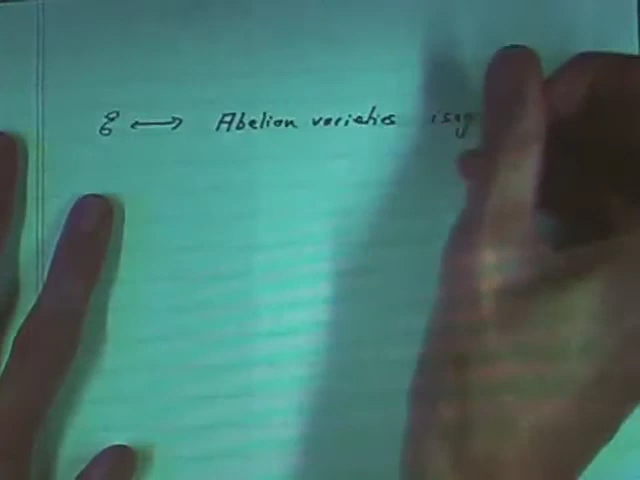 ξ ⟷ Abelian varieties isog